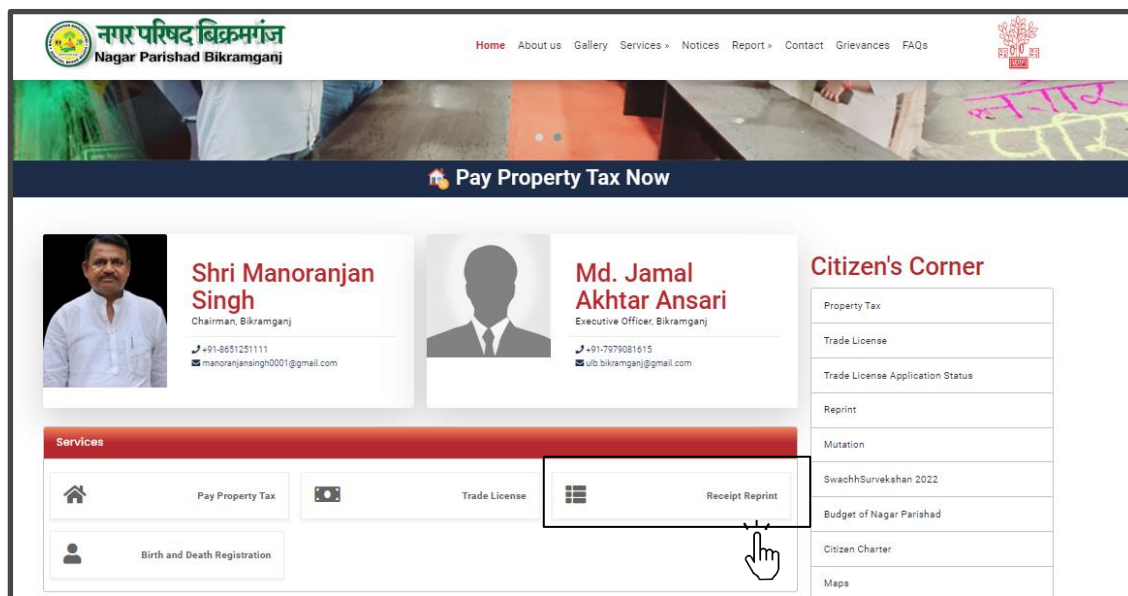 नगर परिषद बिक्रमगंज
Nagar Parishad Bikramganj
Home About us Gallery Services » Notices Report » Contact Grievances FAQs
नगर
परि
Pay Property Tax Now
Shri Manoranjan
Singh
Chairman, Bikramganj
+91-8651251111
manoranjansingh0001@gmail.com
Md. Jamal
Akhtar Ansari
Executive Officer, Bikramganj
+91-7979081615
ulb.bikramganj@gmail.com
Services
Pay Property Tax
Trade License
Receipt Reprint
Birth and Death Registration
Citizen's Corner
Property Tax
Trade License
Trade License Application Status
Reprint
Mutation
SwachhSurvekshan 2022
Budget of Nagar Parishad
Citizen Charter
Maps